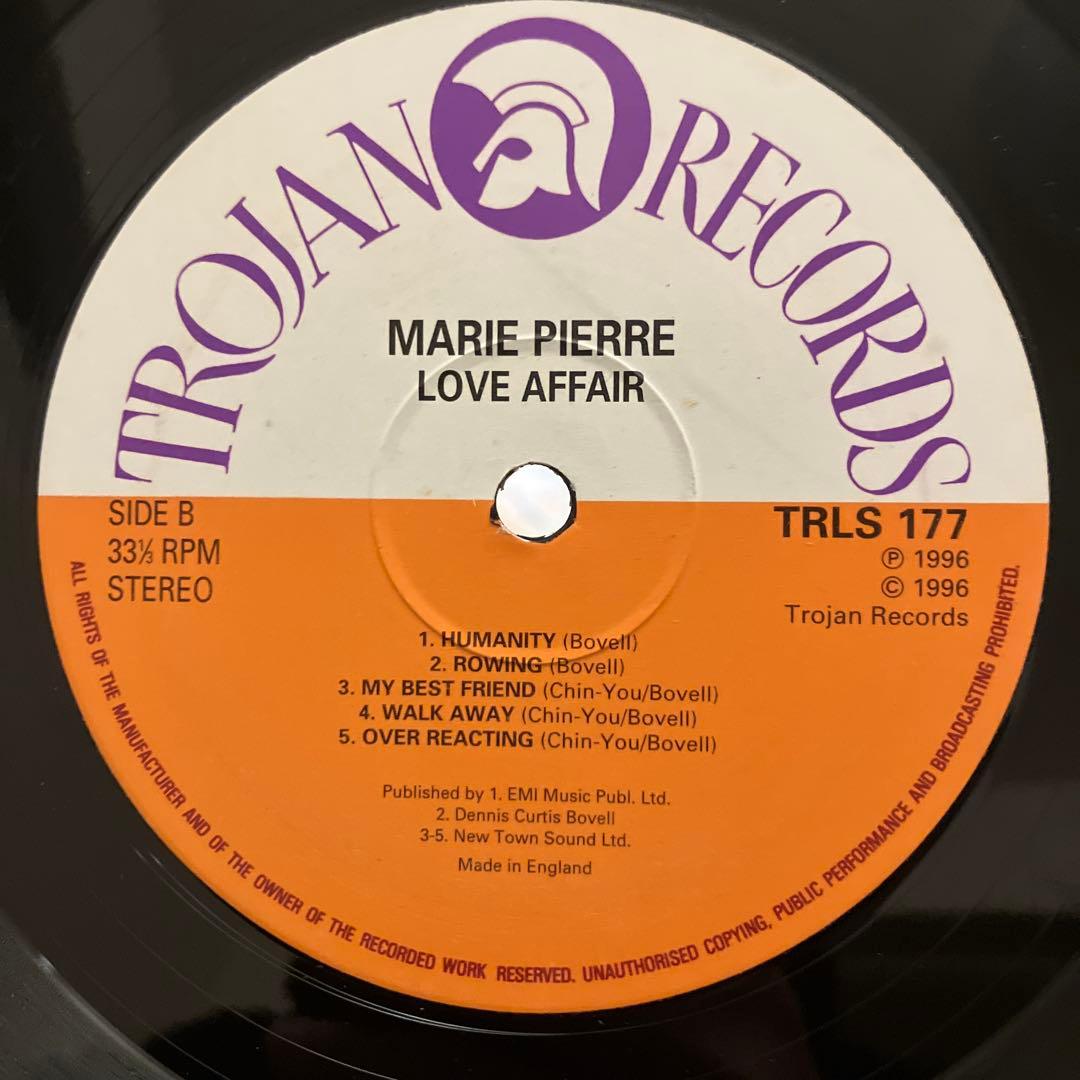 TROJAN RECORDS
MARIE PIERRE
LOVE AFFAIR
SIDE B
33⅓ RPM
STEREO
TRLS 177
℗ 1996
© 1996
Trojan Records
1. HUMANITY (Bovell)
2. ROWING (Bovell)
3. MY BEST FRIEND (Chin-You/Bovell)
4. WALK AWAY (Chin-You/Bovell)
5. OVER REACTING (Chin-You/Bovell)
Published by 1. EMI Music Publ. Ltd.
2. Dennis Curtis Bovell
3-5. New Town Sound Ltd.
Made in England
ALL RIGHTS OF THE MANUFACTURER AND OF THE OWNER OF THE RECORDED WORK RESERVED. UNAUTHORISED COPYING, PUBLIC PERFORMANCE AND BROADCASTING PROHIBITED.